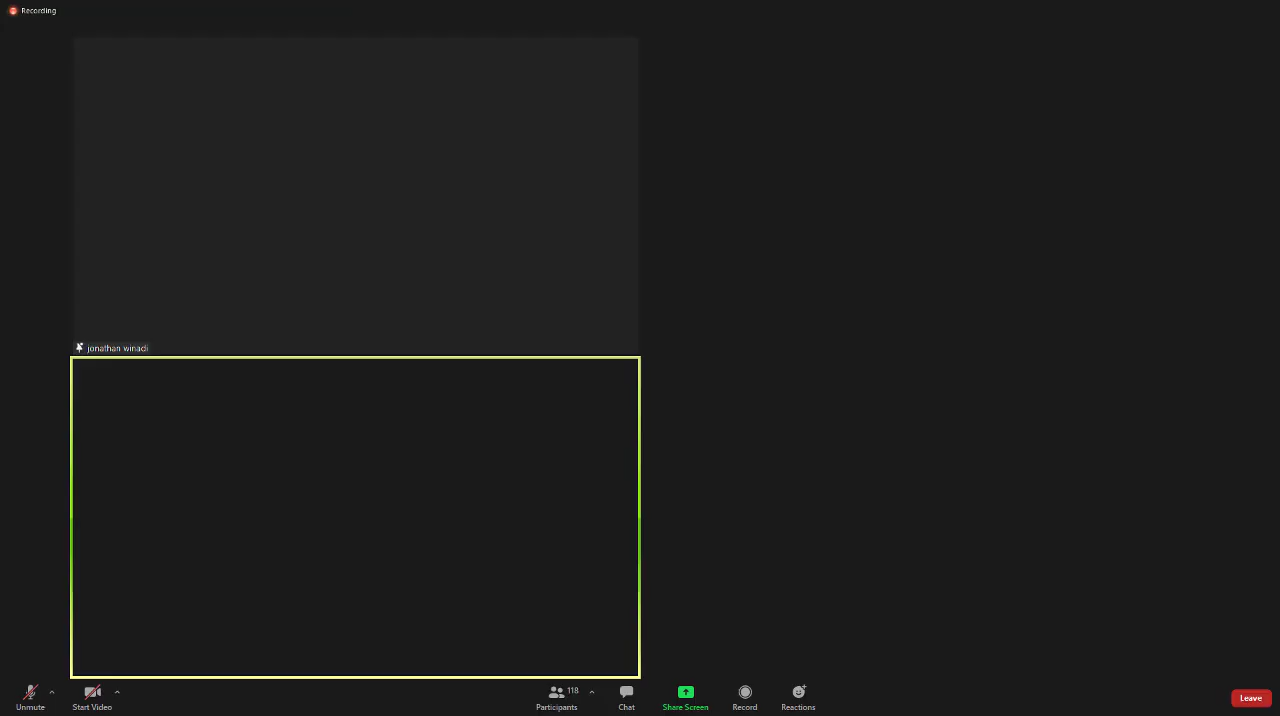 Recording
jonathan winadi
118
Unmute
Start Video
Participants
Chat
Share Screen
Record
Reactions
Leave